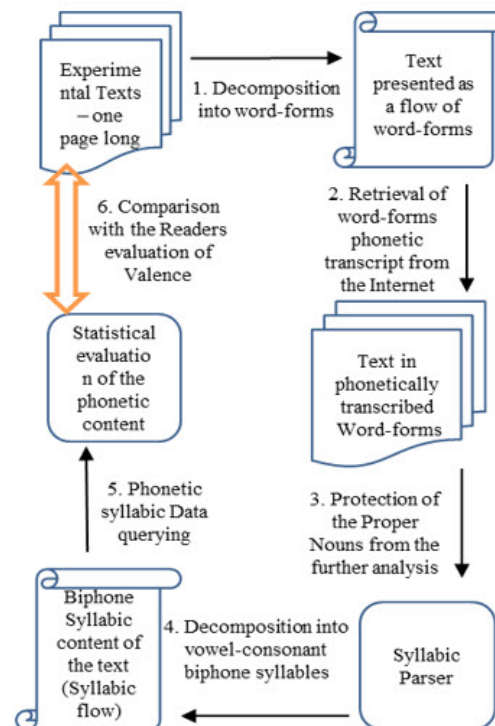 Experime
ntal Texts
– one
page long
1. Decomposition
into word-forms
Text
presented as
a flow of
word-forms
2. Retrieval of
word-forms
phonetic
transcript from
the Internet
Text in
phonetically
transcribed
Word-forms
3. Protection of
the Proper
Nouns from the
further analysis
Syllabic
Parser
4. Decomposition into
vowel-consonant
biphone syllables
Biphone
Syllabic
content of
the text
(Syllabic
flow)
5. Phonetic
syllabic Data
querying
Statistical
evaluatio
n of the
phonetic
content
6. Comparison
with the Readers
evaluation of
Valence